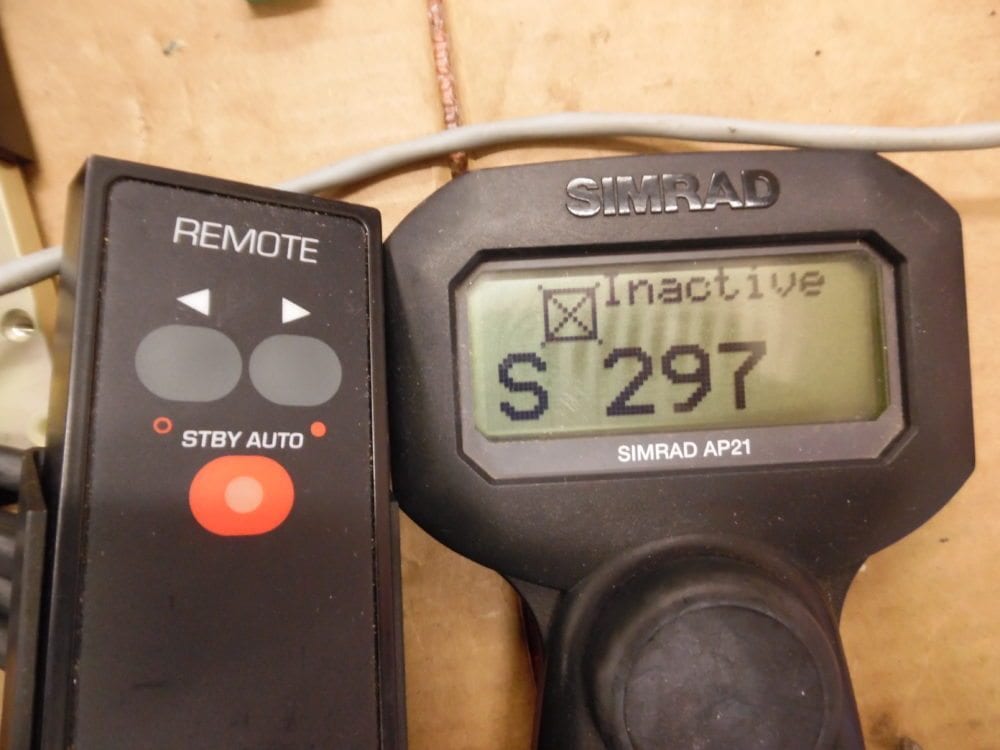 REMOTE
STBY AUTO
SIMRAD
Inactive
S 297
SIMRAD AP21